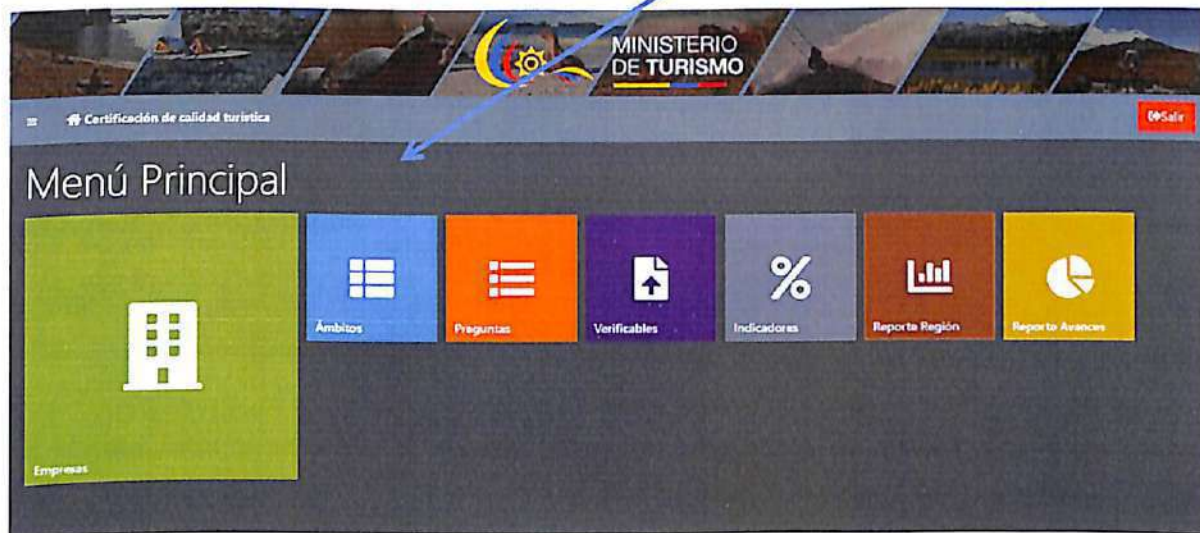 MINISTERIO
DE TURISMO
Certificación de calidad turística
Salir
Menú Principal
Empresas
Ámbitos
Preguntas
Verificables
Indicadores
Reporte Región
Reporte Avances